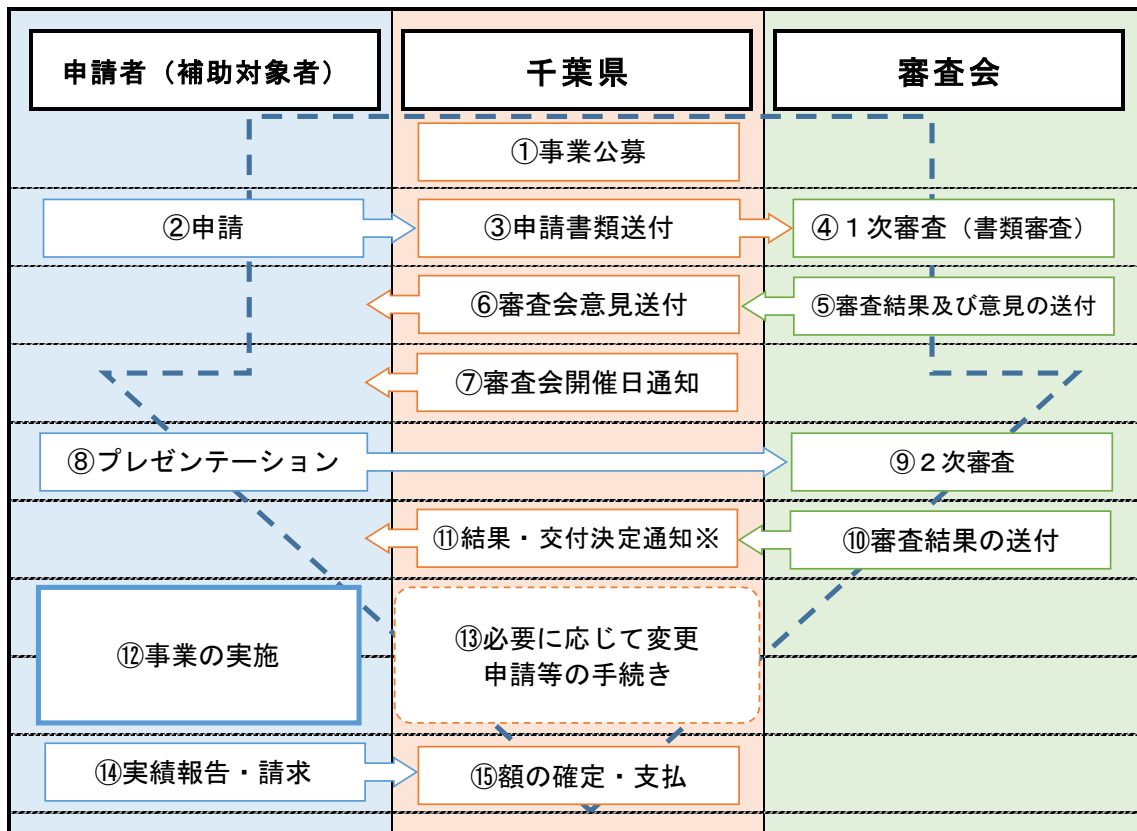 申請者（補助対象者）
千葉県
審査会
①事業公募
②申請
③申請書類送付
④１次審査（書類審査）
⑥審査会意見送付
⑤審査結果及び意見の送付
⑦審査会開催日通知
⑧プレゼンテーション
⑨２次審査
⑪結果・交付決定通知※
⑩審査結果の送付
⑫事業の実施
⑬必要に応じて変更
申請等の手続き
⑭実績報告・請求
⑮額の確定・支払